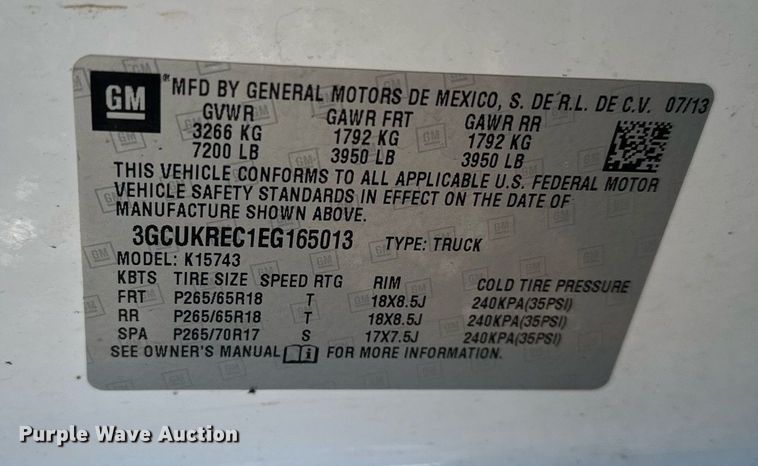 GM
® MFD BY GENERAL MOTORS DE MEXICO, S. DE R.L. DE C.V. 07/13
GVWR GAWR FRT GAWR RR
3266 KG 1792 KG 1792 KG
7200 LB 3950 LB 3950 LB
THIS VEHICLE CONFORMS TO ALL APPLICABLE U.S. FEDERAL MOTOR
VEHICLE SAFETY STANDARDS IN EFFECT ON THE DATE OF
MANUFACTURE SHOWN ABOVE.
3GCUKREC1EG165013 TYPE: TRUCK
MODEL: K15743
KBTS TIRE SIZE SPEED RTG RIM COLD TIRE PRESSURE
FRT P265/65R18 T 18X8.5J 240KPA(35PSI)
RR P265/65R18 T 18X8.5J 240KPA(35PSI)
SPA P265/70R17 S 17X7.5J 240KPA(35PSI)
SEE OWNER'S MANUAL i FOR MORE INFORMATION.
Purple Wave Auction